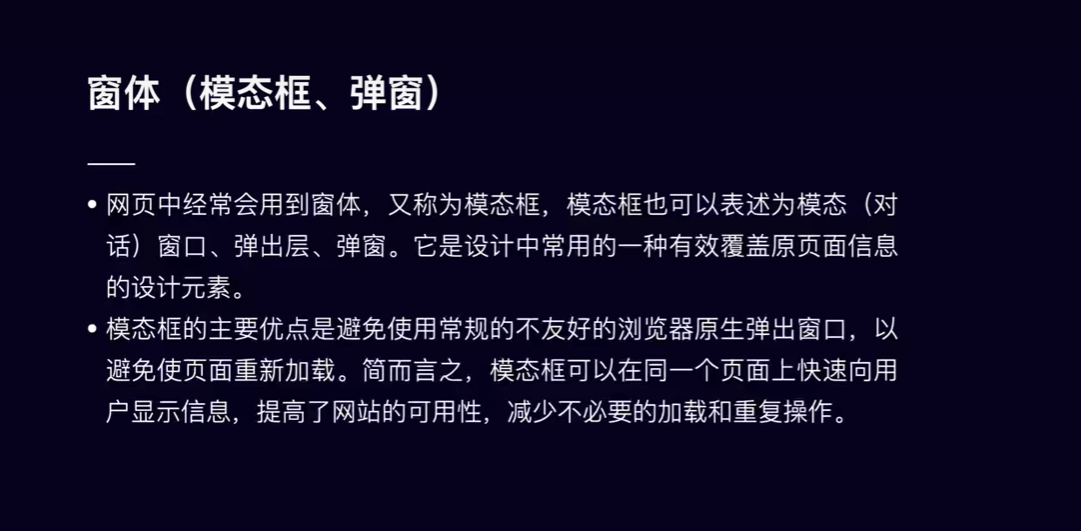 窗体（模态框、弹窗）
• 网页中经常会用到窗体，又称为模态框，模态框也可以表述为模态（对
话）窗口、弹出层、弹窗。它是设计中常用的一种有效覆盖原页面信息
的设计元素。
• 模态框的主要优点是避免使用常规的不友好的浏览器原生弹出窗口，以
避免使页面重新加载。简而言之，模态框可以在同一个页面上快速向用
户显示信息，提高了网站的可用性，减少不必要的加载和重复操作。